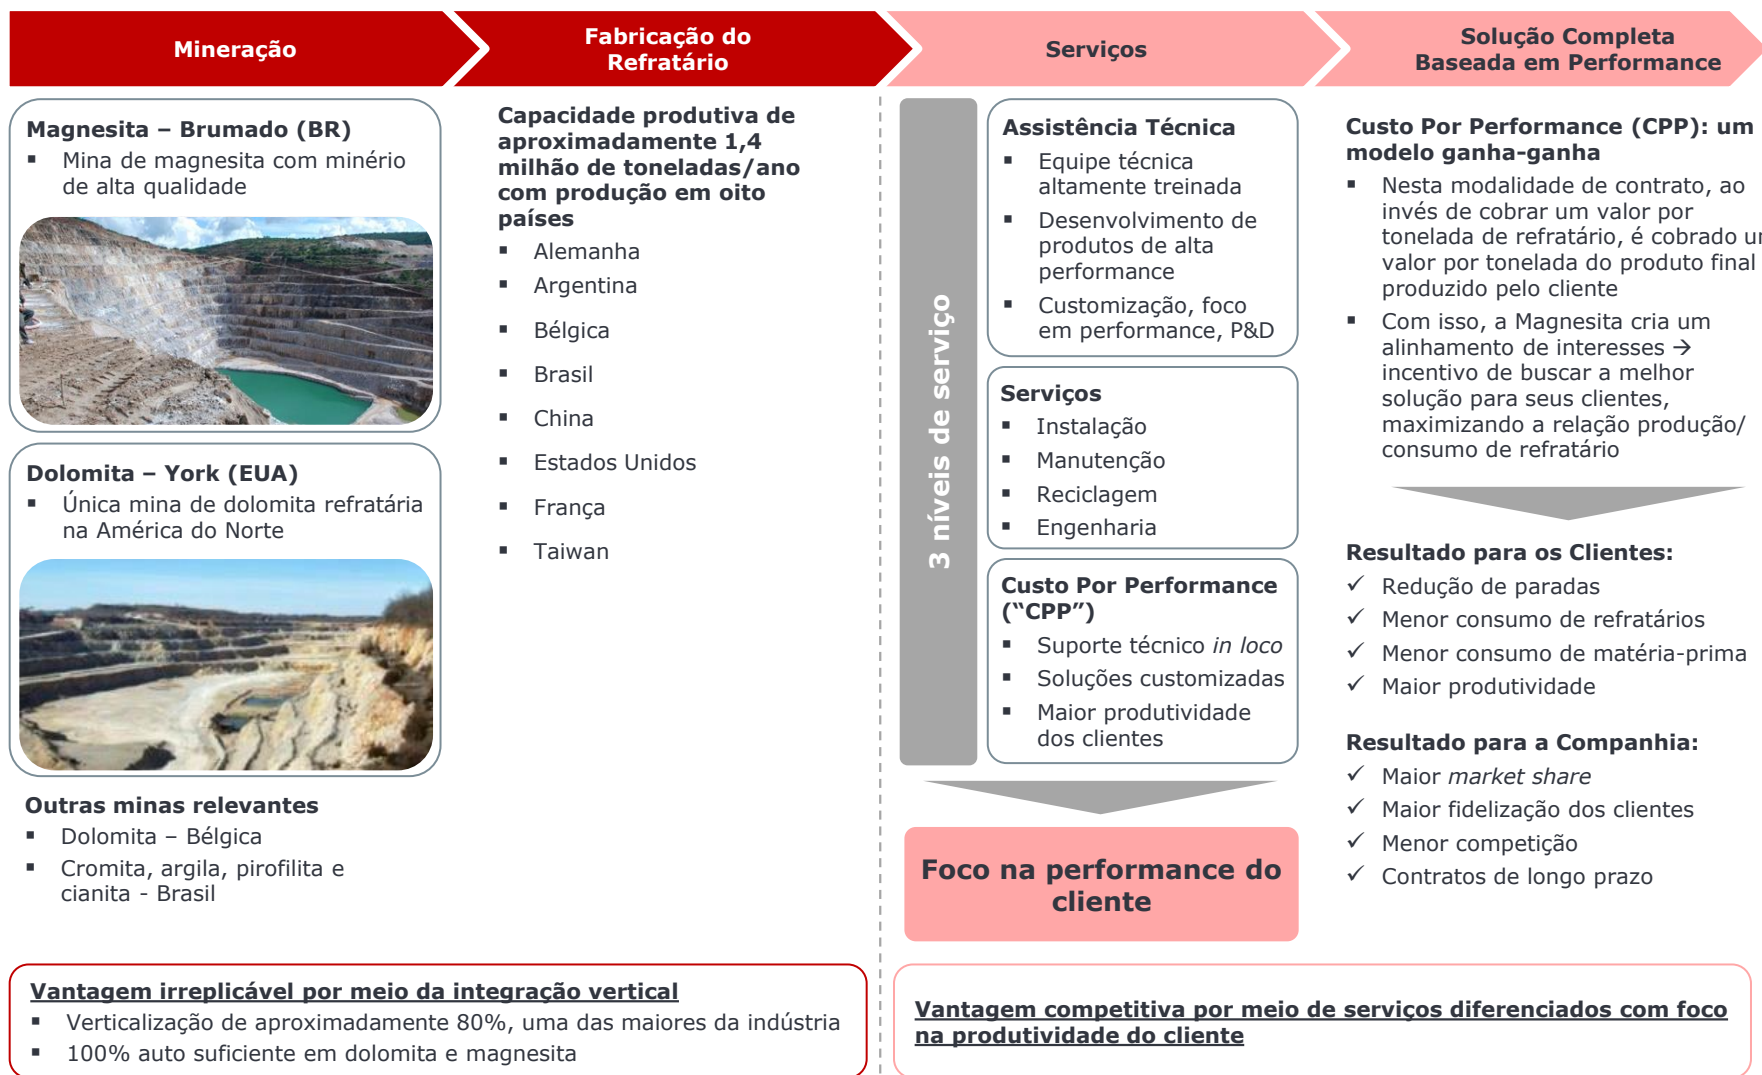 Mineração
Fabricação do
Refratário
Serviços
Solução Completa
Baseada em Performance
Magnesita – Brumado (BR)
▪ Mina de magnesita com minério
de alta qualidade
Dolomita – York (EUA)
▪ Única mina de dolomita refratária
na América do Norte
Outras minas relevantes
▪ Dolomita – Bélgica
▪ Cromita, argila, pirofilita e
cianita - Brasil
Capacidade produtiva de
aproximadamente 1,4
milhão de toneladas/ano
com produção em oito
países
▪ Alemanha
▪ Argentina
▪ Bélgica
▪ Brasil
▪ China
▪ Estados Unidos
▪ França
▪ Taiwan
3 níveis de serviço
Assistência Técnica
▪ Equipe técnica
altamente treinada
▪ Desenvolvimento de
produtos de alta
performance
▪ Customização, foco
em performance, P&D
Serviços
▪ Instalação
▪ Manutenção
▪ Reciclagem
▪ Engenharia
Custo Por Performance
(“CPP”)
▪ Suporte técnico in loco
▪ Soluções customizadas
▪ Maior produtividade
dos clientes
Foco na performance do
cliente
Custo Por Performance (CPP): um
modelo ganha-ganha
▪ Nesta modalidade de contrato, ao
invés de cobrar um valor por
tonelada de refratário, é cobrado
valor por tonelada do produto final
produzido pelo cliente
▪ Com isso, a Magnesita cria um
alinhamento de interesses →
incentivo de buscar a melhor
solução para seus clientes,
maximizando a relação produção/
consumo de refratário
Resultado para os Clientes:
✓ Redução de paradas
✓ Menor consumo de refratários
✓ Menor consumo de matéria-prima
✓ Maior produtividade
Resultado para a Companhia:
✓ Maior market share
✓ Maior fidelização dos clientes
✓ Menor competição
✓ Contratos de longo prazo
Vantagem irreplicável por meio da integração vertical
▪ Verticalização de aproximadamente 80%, uma das maiores da indústria
▪ 100% auto suficiente em dolomita e magnesita
Vantagem competitiva por meio de serviços diferenciados com foco
na produtividade do cliente